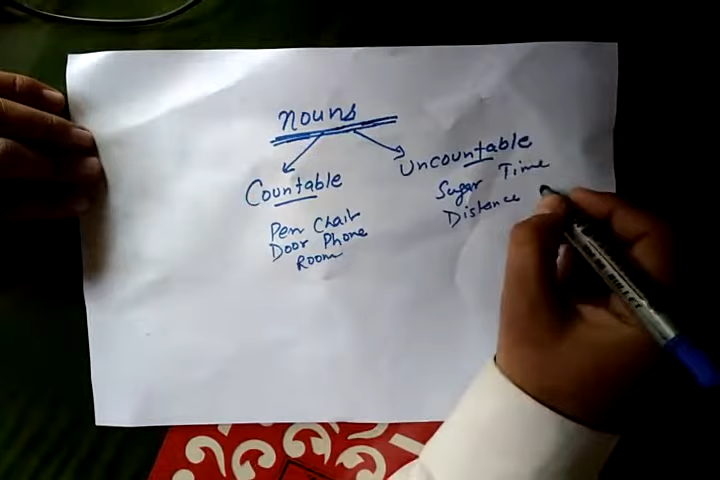 nouns
Countable
Pen Chair
Door Phone
Room
Uncountable
Sugar Time
Distance